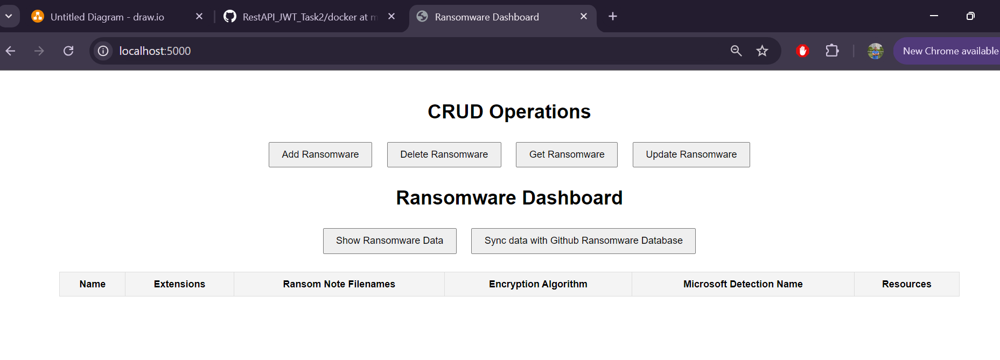 Untitled Diagram - draw.io
RestAPI_JWT_Task2/docker at m
Ransomware Dashboard
localhost:5000
New Chrome available
CRUD Operations
Add Ransomware
Delete Ransomware
Get Ransomware
Update Ransomware
Ransomware Dashboard
Show Ransomware Data
Sync data with Github Ransomware Database
Name
Extensions
Ransom Note Filenames
Encryption Algorithm
Microsoft Detection Name
Resources